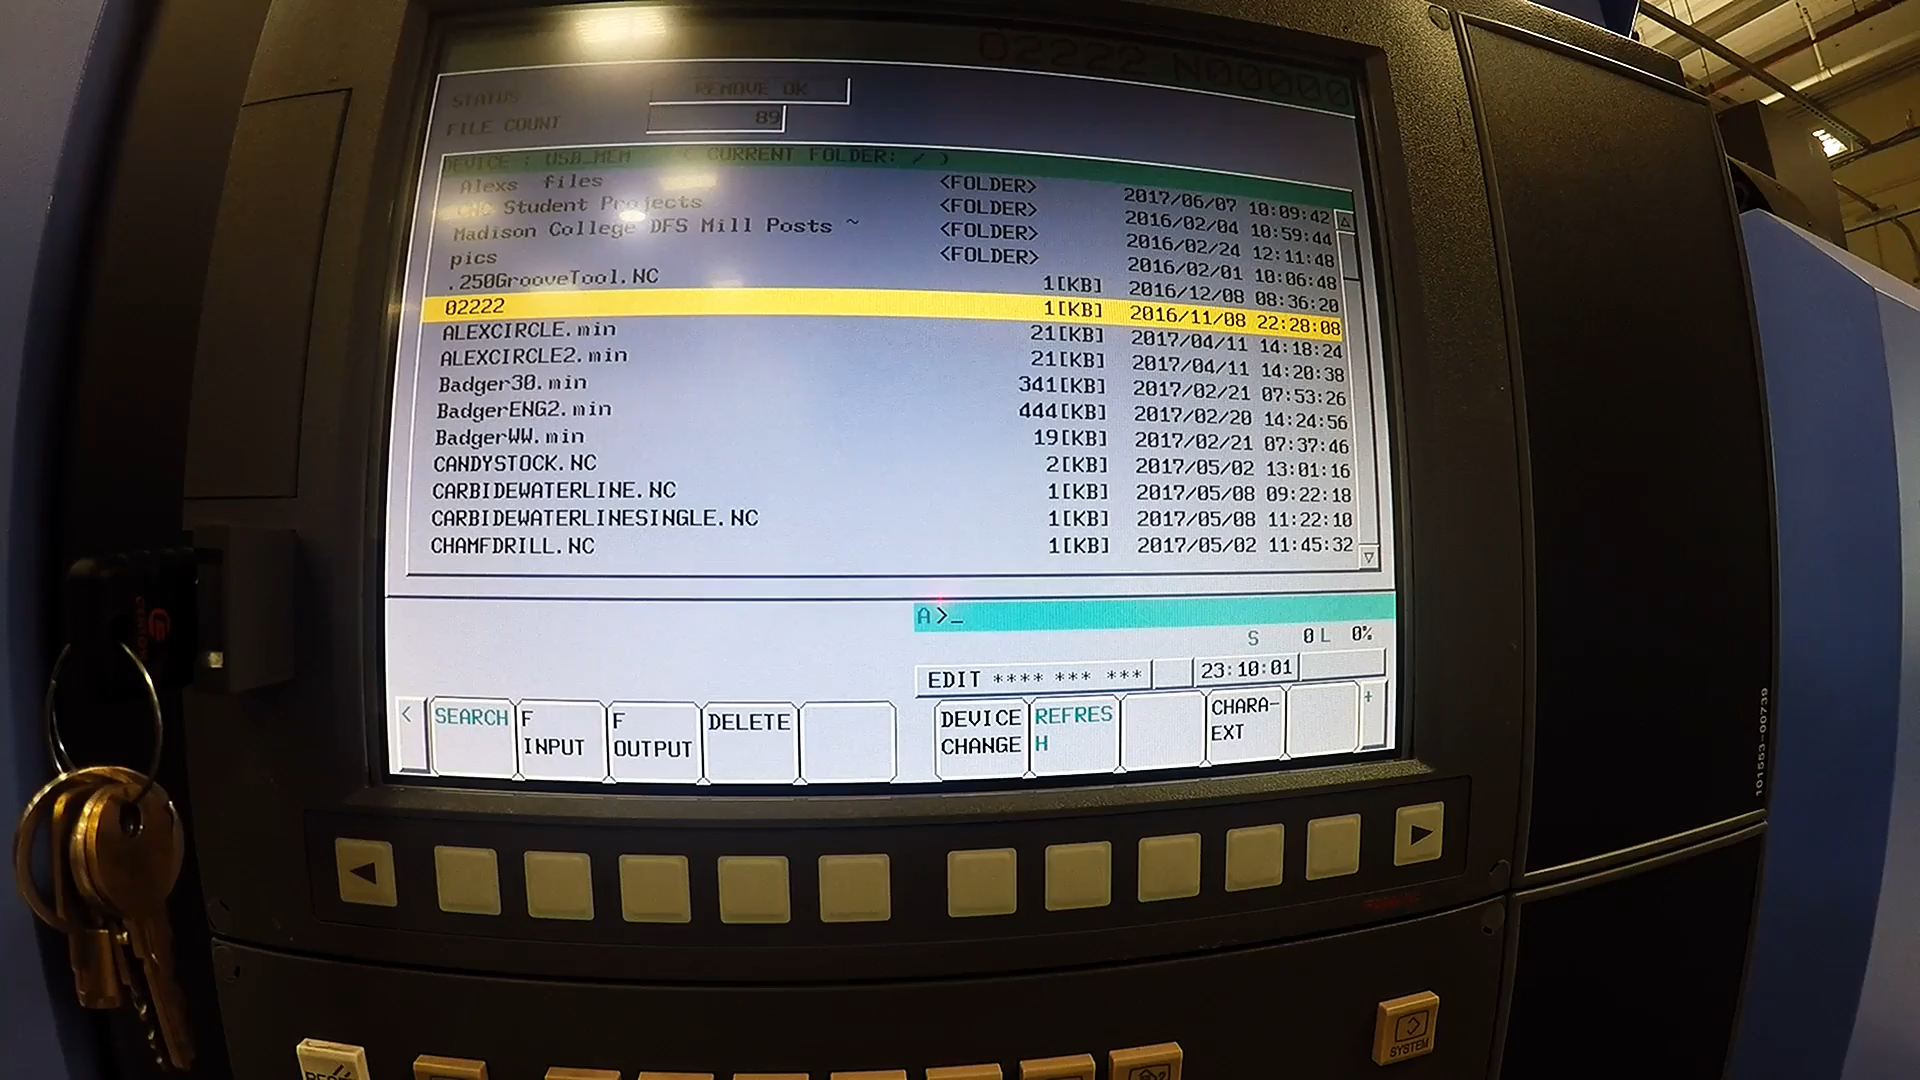 O2222 N00000
STATUS REMOVE OK
FILE COUNT 89
DEVICE : USB_MEM ( CURRENT FOLDER: / )
Alexs files <FOLDER> 2017/06/07 10:09:42
CNC Student Projects <FOLDER> 2016/02/04 10:59:44
Madison College DFS Mill Posts ~ <FOLDER> 2016/02/24 12:11:48
pics <FOLDER> 2016/02/01 10:06:48
.250GrooveTool.NC 1[KB] 2016/12/08 08:36:20
O2222 1[KB] 2016/11/08 22:28:08
ALEXCIRCLE.min 21[KB] 2017/04/11 14:18:24
ALEXCIRCLE2.min 21[KB] 2017/04/11 14:20:38
Badger30.min 341[KB] 2017/02/21 07:53:26
BadgerENG2.min 444[KB] 2017/02/20 14:24:56
BadgerWW.min 19[KB] 2017/02/21 07:37:46
CANDYSTOCK.NC 2[KB] 2017/05/02 13:01:16
CARBIDEWATERLINE.NC 1[KB] 2017/05/08 09:22:18
CARBIDEWATERLINESINGLE.NC 1[KB] 2017/05/08 11:22:10
CHAMFDRILL.NC 1[KB] 2017/05/02 11:45:32
A>_
S 0 L 0%
EDIT **** *** *** 23:10:01
< SEARCH F INPUT F OUTPUT DELETE DEVICE CHANGE REFRESH CHARA-EXT +
101553-00739
SYSTEM